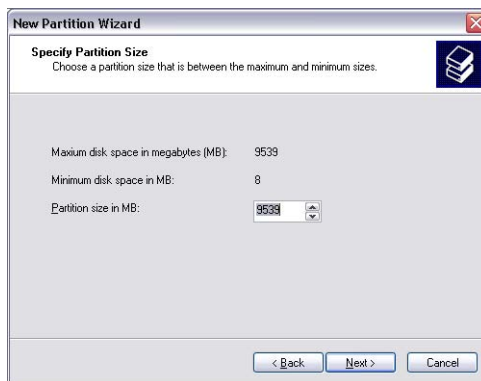 New Partition Wizard
Specify Partition Size
Choose a partition size that is between the maximum and minimum sizes.
Maxium disk space in megabytes (MB): 9539
Minimum disk space in MB: 8
Partition size in MB: 9539
< Back Next > Cancel